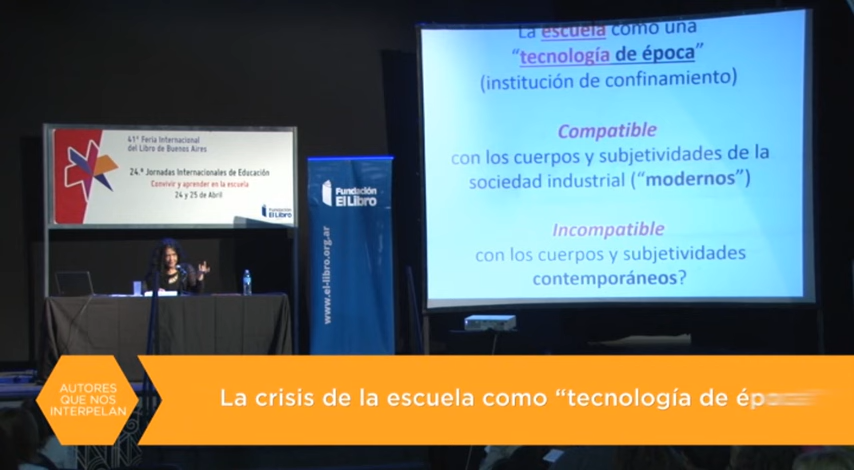 La escuela como una
“tecnología de época”
(institución de confinamiento)
Compatible
con los cuerpos y subjetividades de la
sociedad industrial (“modernos”)
Incompatible
con los cuerpos y subjetividades
contemporáneos?
41º Feria Internacional
del Libro de Buenos Aires
24.ª Jornadas Internacionales de Educación
Convivir y aprender en la escuela
24 y 25 de Abril
Fundación
El Libro
Fundación
El Libro
www.el-libro.org.ar
AUTORES
QUE NOS
INTERPELAN
La crisis de la escuela como “tecnología de épo